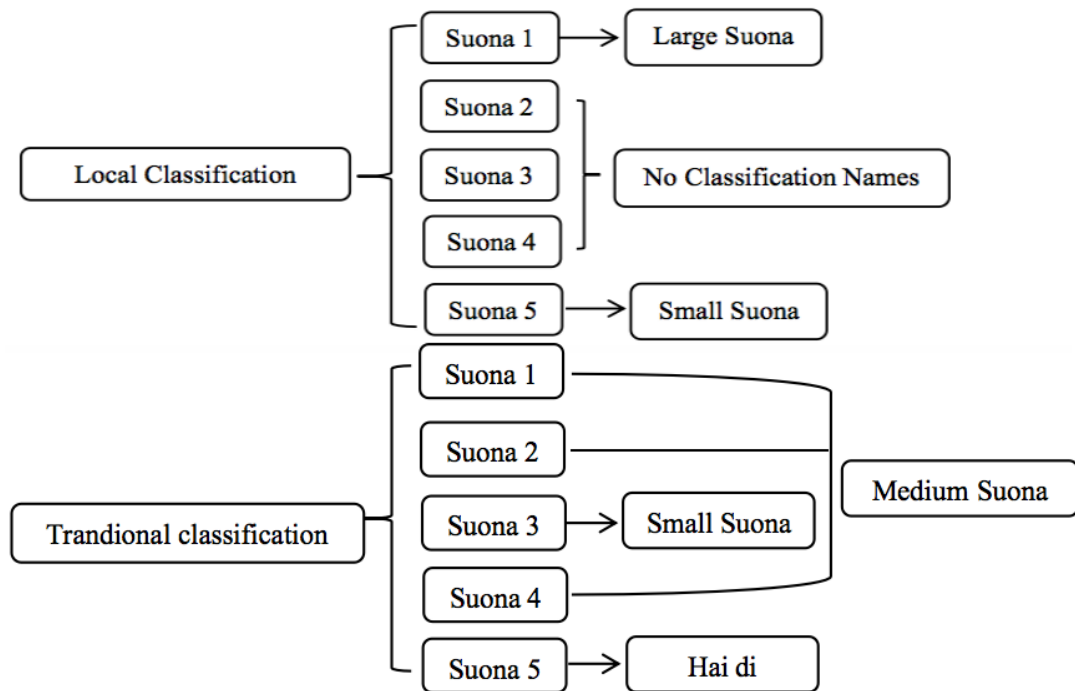 Suona 1
Large Suona
Suona 2
Local Classification
Suona 3
No Classification Names
Suona 4
Suona 5
Small Suona
Suona 1
Suona 2
Medium Suona
Trandional classification
Suona 3
Small Suona
Suona 4
Suona 5
Hai di